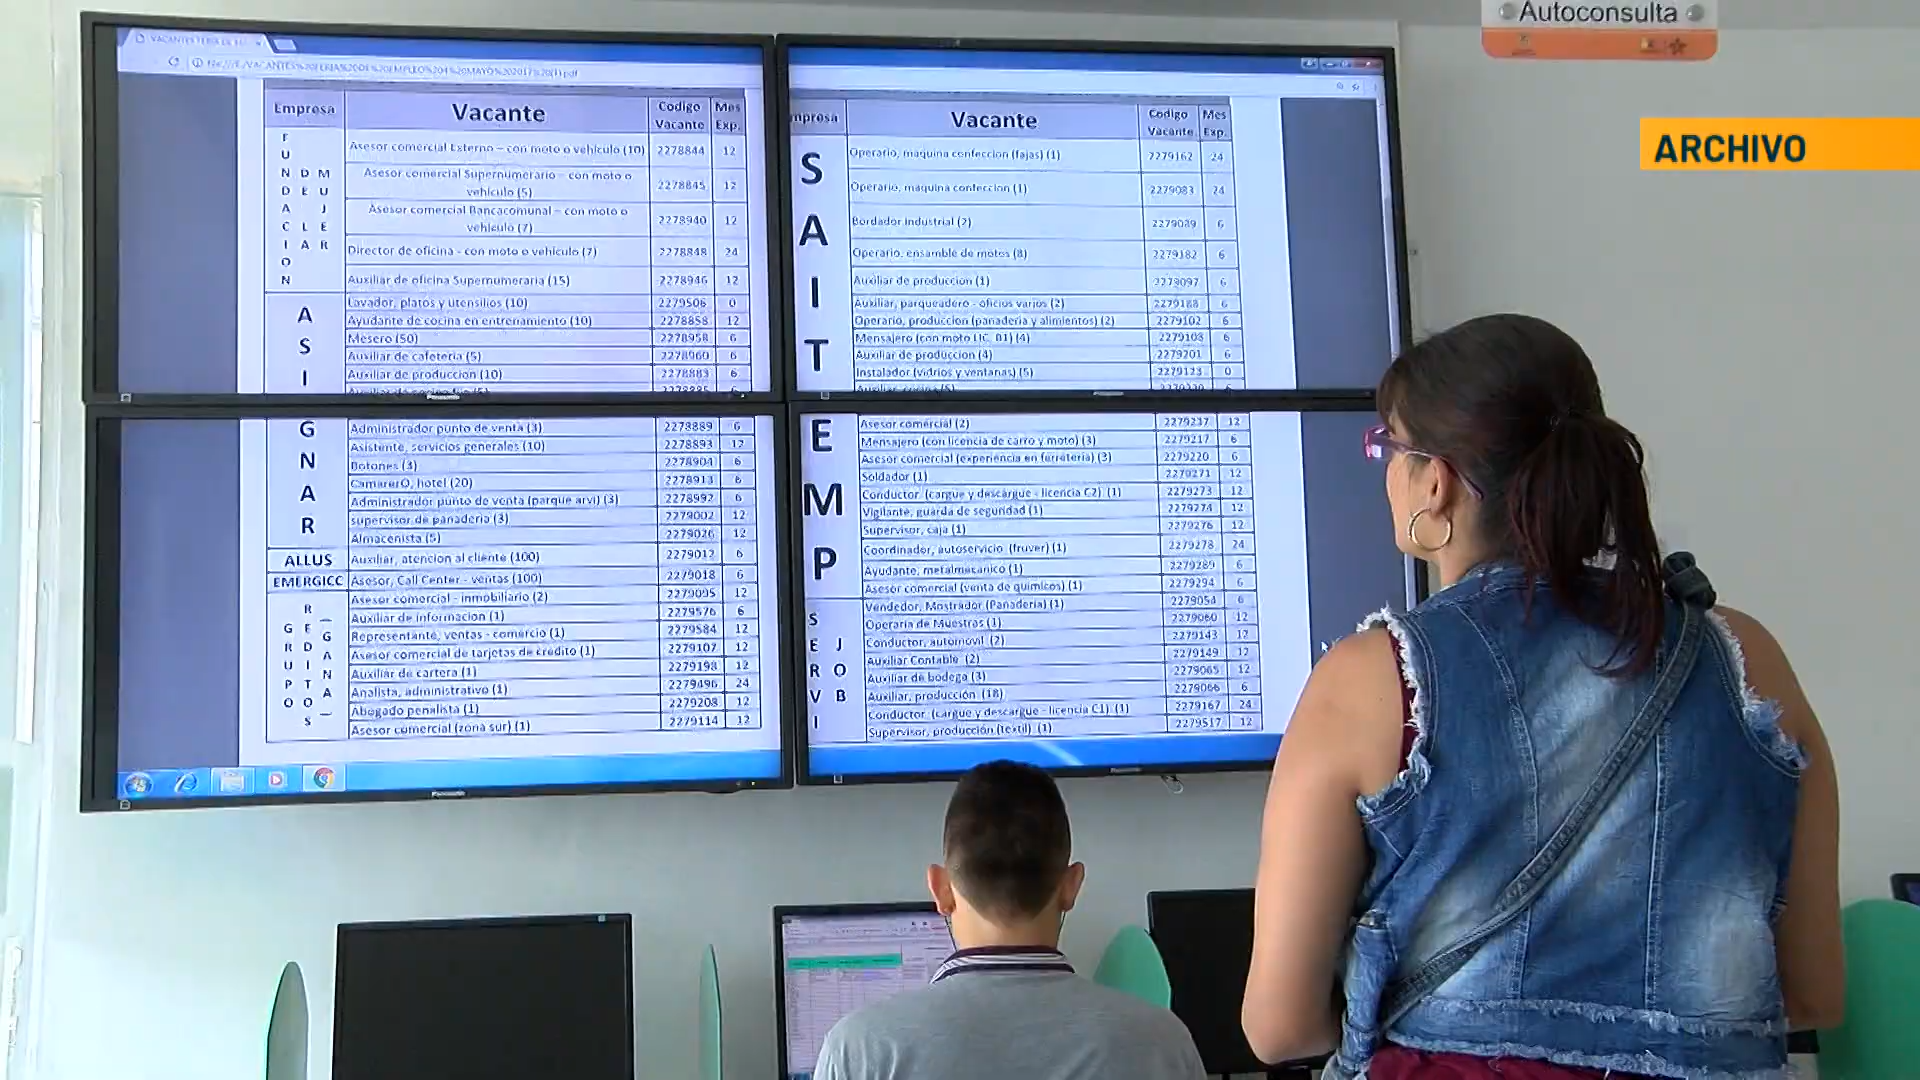 Autoconsulta
ARCHIVO
Empresa Vacante Codigo Vacante Mes Exp.
FUNDACION DE LA MUJER
Asesor comercial Externo – con moto o vehículo (10) 2278844 12
Asesor comercial Supernumerario – con moto o vehículo (5) 2278845 12
Asesor comercial Bancacomunal – con moto o vehículo (7) 2278940 12
Director de oficina - con moto o vehículo (7) 2278848 24
Auxiliar de oficina Supernumeraria (15) 2278946 12
ASIGNAR
Lavador, platos y utensilios (10) 2279506 0
Ayudante de cocina en entrenamiento (10) 2278858 12
Mesero (50) 2278958 6
Auxiliar de cafeteria (5) 2278960 6
Auxiliar de produccion (10) 2278883 6
Administrador punto de venta (3) 2278889 6
Asistente, servicios generales (10) 2278893 12
Botones (3) 2278904 6
CamarerO, hotel (20) 2278913 6
Administrador punto de venta (parque arvi) (3) 2278992 6
supervisor de panaderia (3) 2279002 12
Almacenista (5) 2279026 12
ALLUS Auxiliar, atencion al cliente (100) 2279012 6
EMERGICC Asesor, Call Center - ventas (100) 2279018 6
GRUPO REDITOS (GANA)
Asesor comercial - inmobiliario (2) 2279095 12
Auxiliar de informacion (1) 2279576 6
Representante, ventas - comercio (1) 2279584 12
Asesor comercial de tarjetas de crédito (1) 2279107 12
Auxiliar de cartera (1) 2279198 12
Analista, administrativo (1) 2279496 24
Abogado penalista (1) 2279208 12
Asesor comercial (zona sur) (1) 2279114 12
mpresa Vacante Codigo Vacante Mes Exp.
SAITEMP
Operario, maquina confeccion (fajas) (1) 2279162 24
Operario, maquina confeccion (1) 2279083 24
Bordador industrial (2) 2279089 6
Operario, ensamble de motos (8) 2279182 6
Auxiliar de produccion (1) 2279097 6
Auxiliar, parqueadero - oficios varios (2) 2279188 6
Operario, produccion (panaderia y alimientos) (2) 2279102 6
Mensajero (con moto LIC, B1) (4) 2279108 6
Auxiliar de produccion (4) 2279201 6
Instalador (vidrios y ventanas) (5) 2279123 0
Asesor comercial (2) 2279237 12
Mensajero (con licencia de carro y moto) (3) 2279217 6
Asesor comercial (experiencia en ferreteria) (3) 2279220 6
Soldador (1) 2279271 12
Conductor (cargue y descargue - licencia C2) (1) 2279273 12
Vigilante, guarda de seguridad (1) 2279274 12
Supervisor, caja (1) 2279276 12
Coordinador, autoservicio (fruver) (1) 2279278 24
Ayudante, metalmecanico (1) 2279289 6
Asesor comercial (venta de quimicos) (1) 2279294 6
SERVI JOB
Vendedor, Mostrador (Panaderia) (1) 2279054 6
Operaria de Muestras (1) 2279060 12
Conductor, automovil (2) 2279143 12
Auxiliar Contable (2) 2279149 12
Auxiliar de bodega (3) 2279065 12
Auxiliar, producción (18) 2279066 6
Conductor (cargue y descargue - licencia C1) (1) 2279167 24
Supervisor, producción (textil) (1) 2279517 12